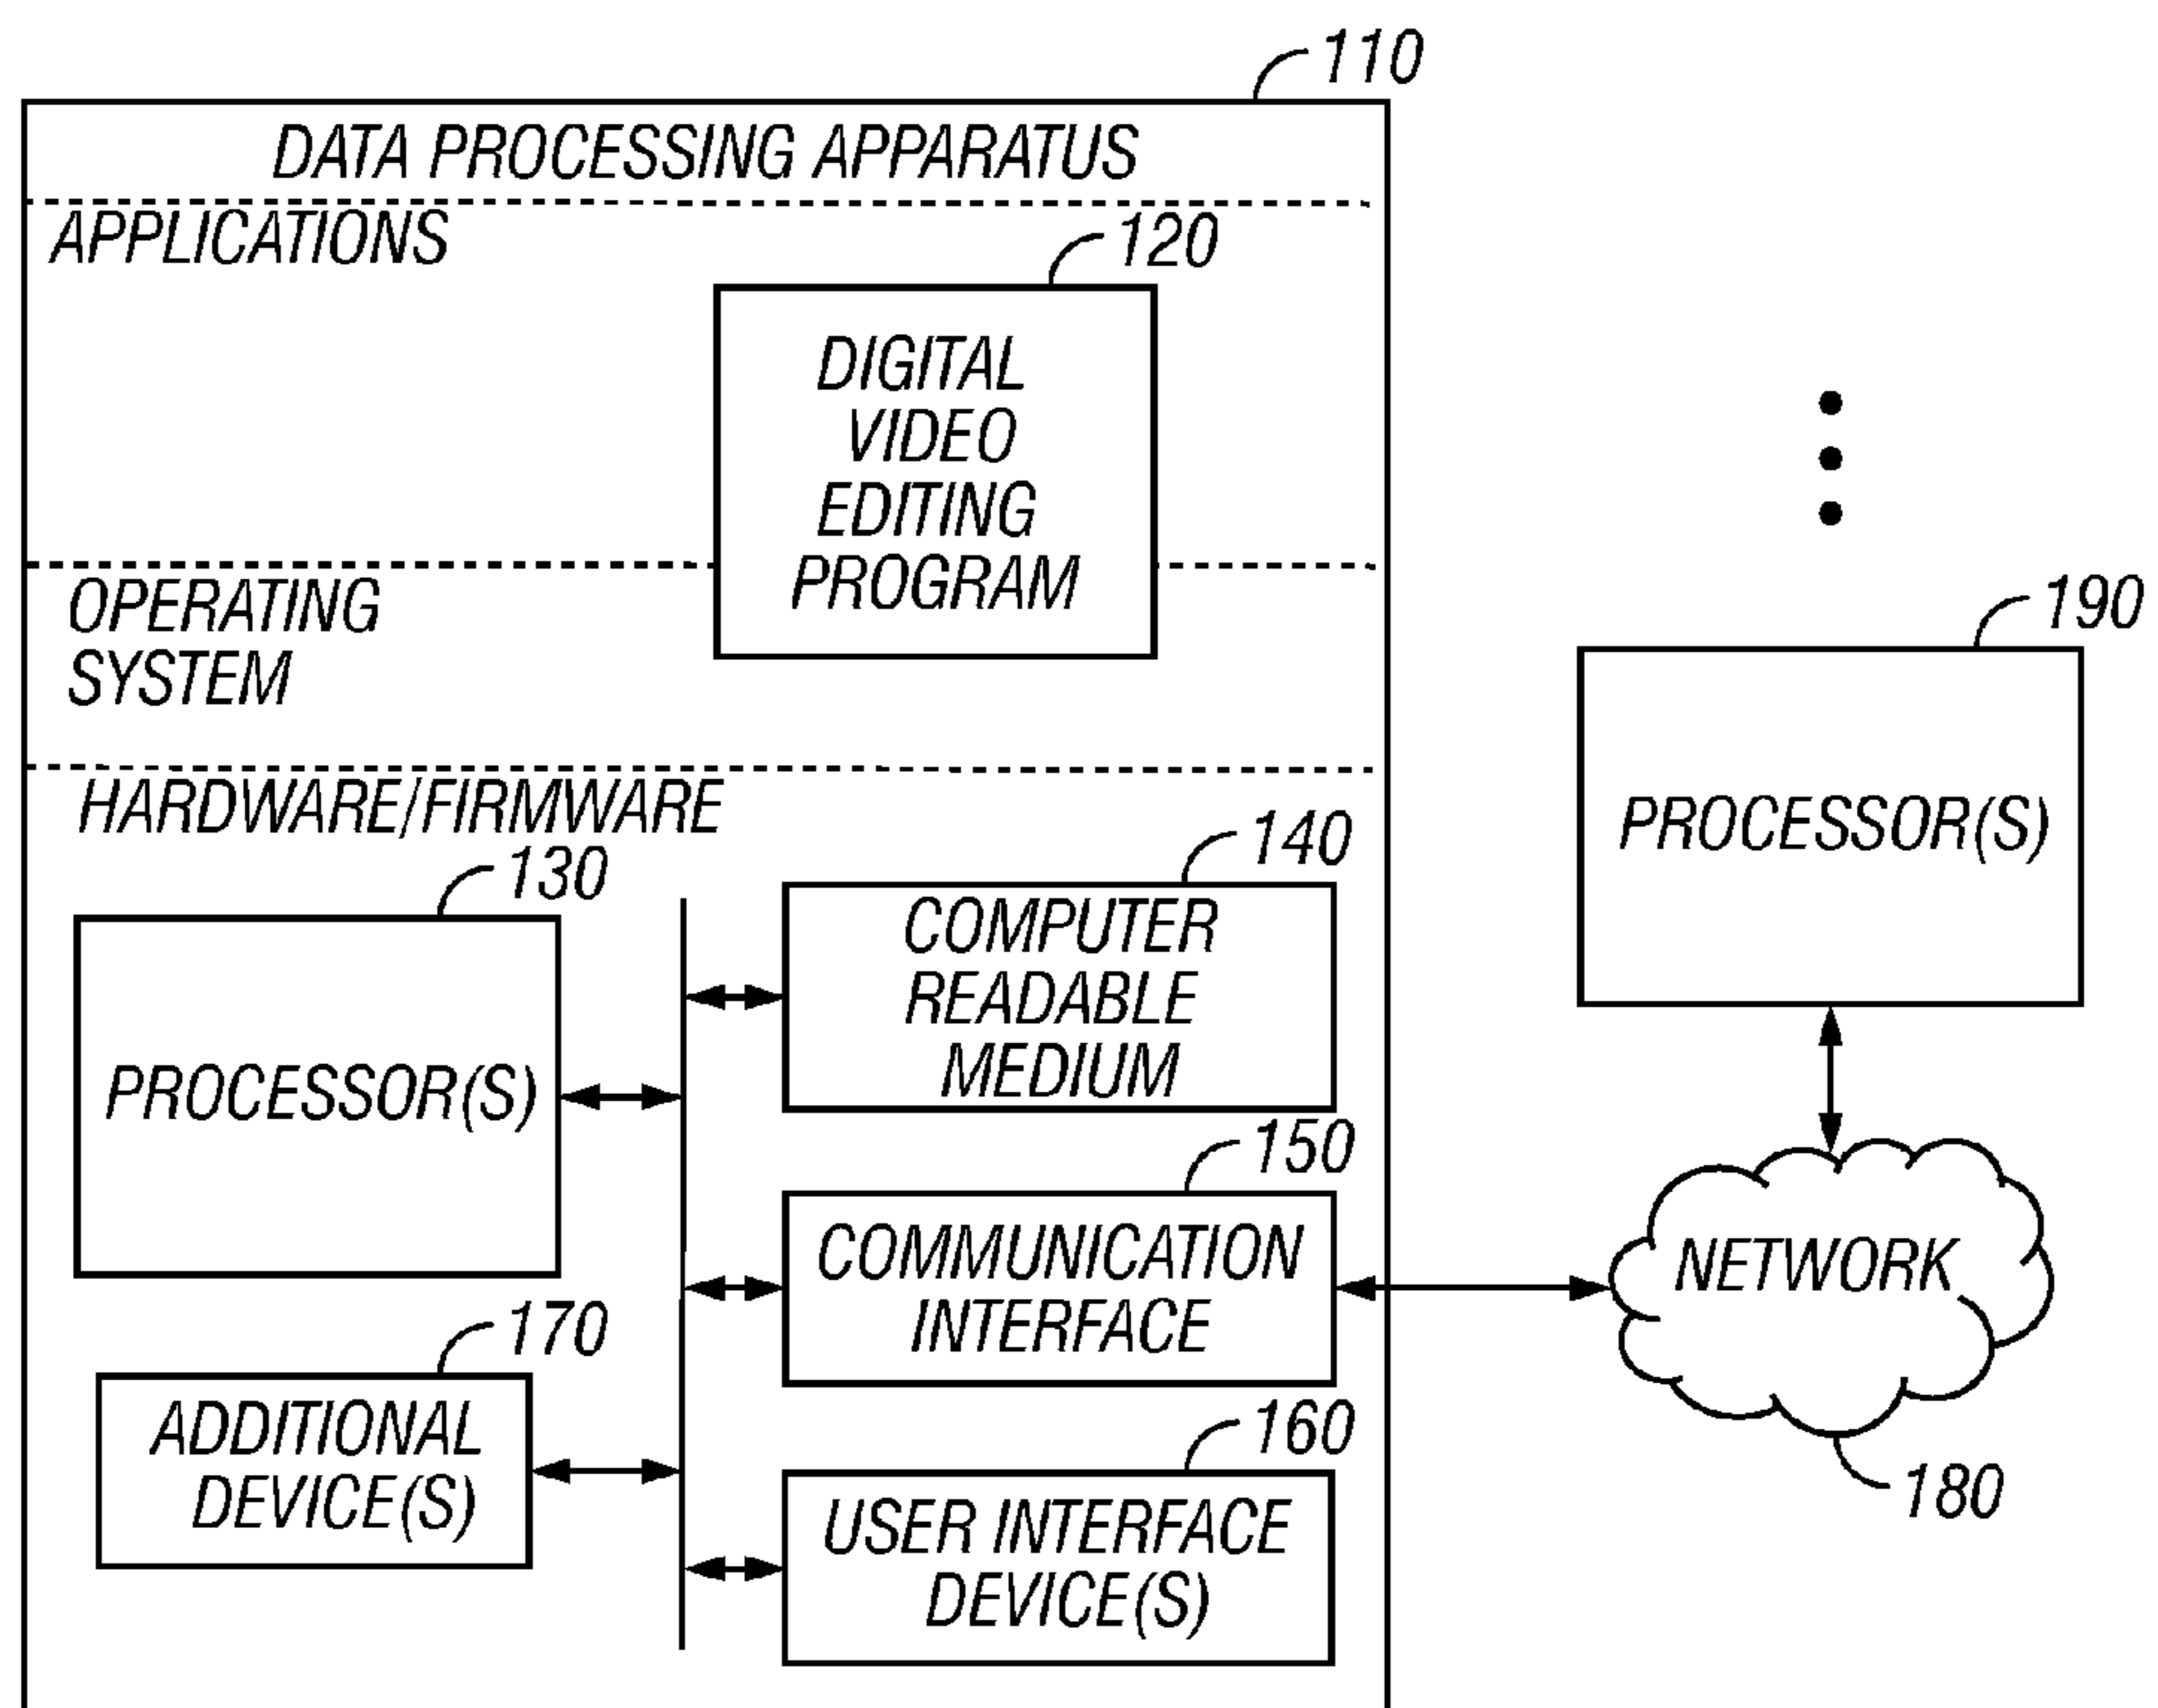 110
DATA PROCESSING APPARATUS
APPLICATIONS
120
DIGITAL
VIDEO
EDITING
PROGRAM
OPERATING
SYSTEM
190
PROCESSOR(S)
HARDWARE/FIRMWARE
130
PROCESSOR(S)
140
COMPUTER
READABLE
MEDIUM
150
COMMUNICATION
INTERFACE
NETWORK
180
170
ADDITIONAL
DEVICE(S)
160
USER INTERFACE
DEVICE(S)